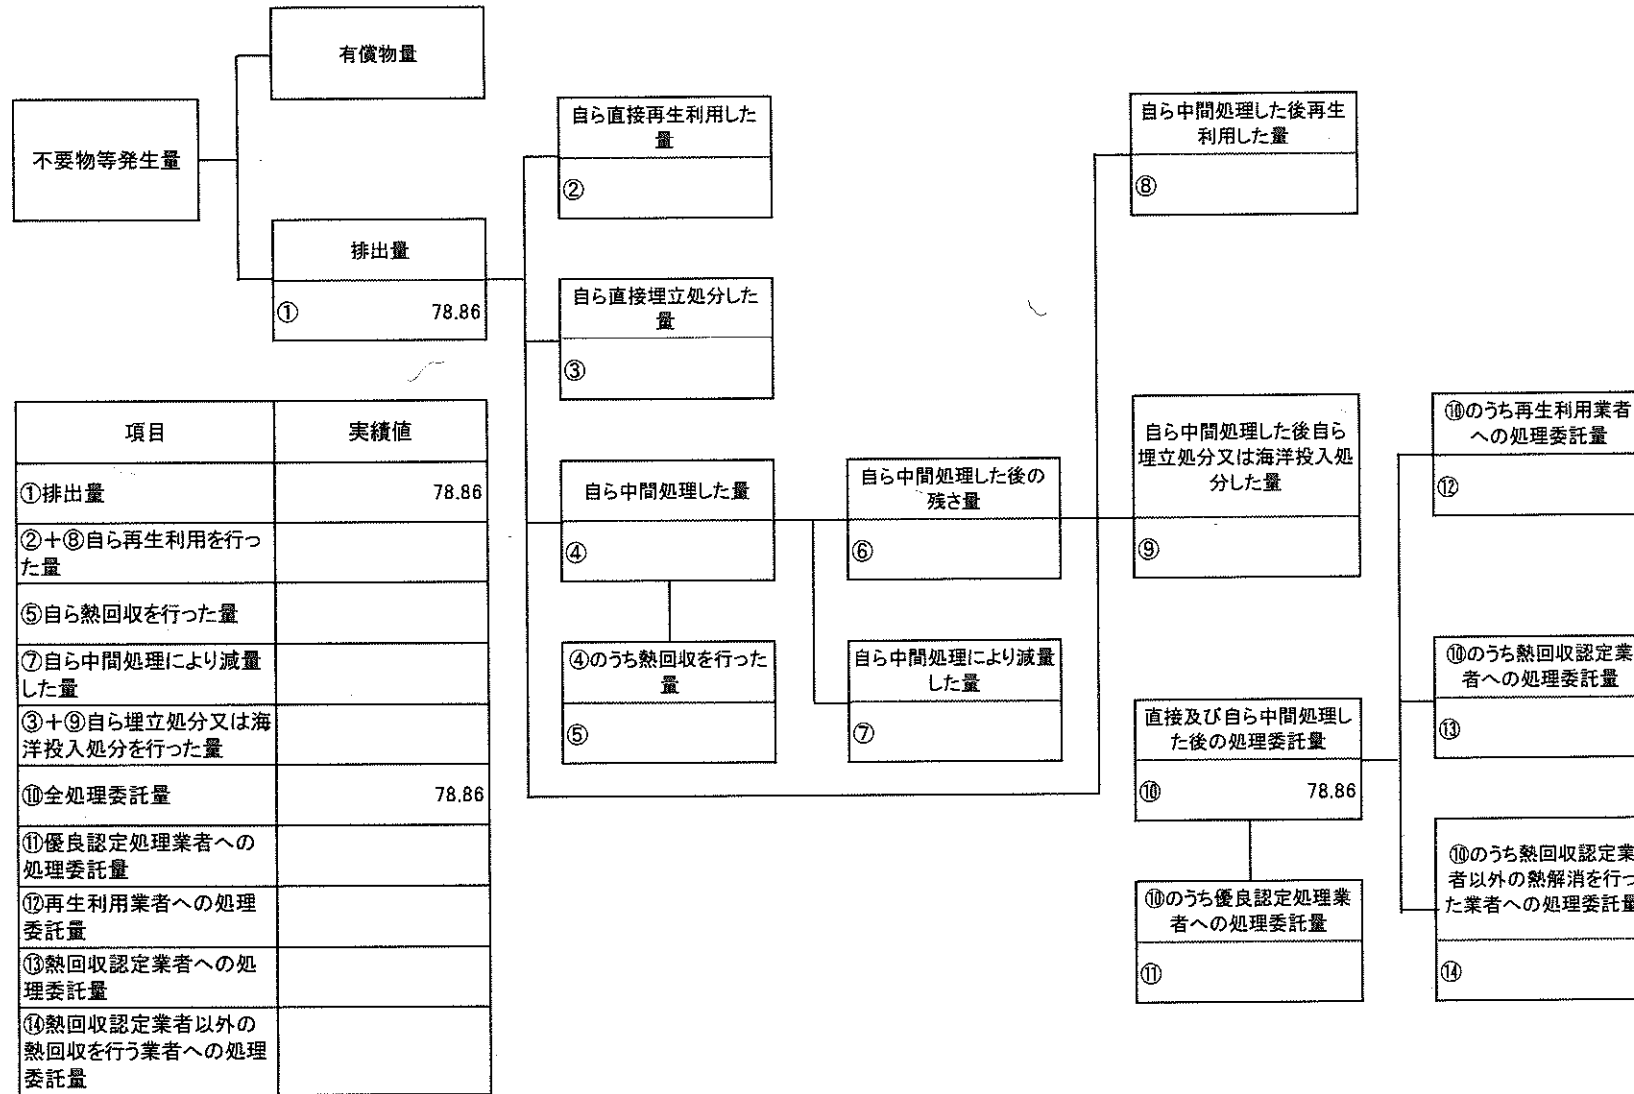 有償物量
不要物等発生量
排出量
① 78.86
自ら直接再生利用した
量
②
自ら直接埋立処分した
量
③
自ら中間処理した量
④
④のうち熱回収を行った
量
⑤
自ら中間処理した後の
残さ量
⑥
自ら中間処理により減量
した量
⑦
自ら中間処理した後再生
利用した量
⑧
自ら中間処理した後自ら
埋立処分又は海洋投入処
分した量
⑨
直接及び自ら中間処理し
た後の処理委託量
⑩ 78.86
⑩のうち優良認定処理業
者への処理委託量
⑪
⑩のうち再生利用業者
への処理委託量
⑫
⑩のうち熱回収認定業
者への処理委託量
⑬
⑩のうち熱回収認定業
者以外の熱解消を行っ
た業者への処理委託量
⑭
項目 実績値
①排出量 78.86
②+⑧自ら再生利用を行っ
た量
⑤自ら熱回収を行った量
⑦自ら中間処理により減量
した量
③+⑨自ら埋立処分又は海
洋投入処分を行った量
⑩全処理委託量 78.86
⑪優良認定処理業者への
処理委託量
⑫再生利用業者への処理
委託量
⑬熱回収認定業者への処
理委託量
⑭熱回収認定業者以外の
熱回収を行う業者への処理
委託量